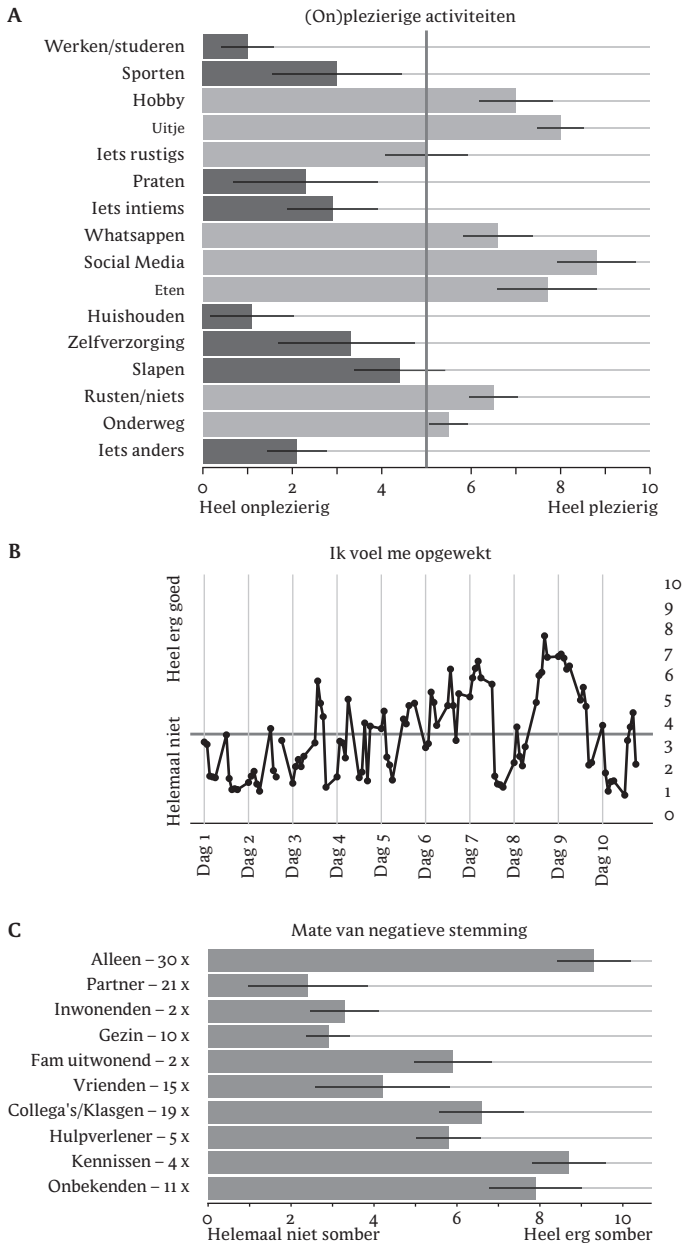 A
(On)plezierige activiteiten
Werken/studeren
Sporten
Hobby
Uitje
Iets rustigs
Praten
Iets intiems
Whatsappen
Social Media
Eten
Huishouden
Zelfverzorging
Slapen
Rusten/niets
Onderweg
Iets anders
0 2 4 6 8 10
Heel onplezierig Heel plezierig
B
Ik voel me opgewekt
Heel erg goed
Helemaal niet
10
9
8
7
6
5
4
3
2
1
0
Dag 1 Dag 2 Dag 3 Dag 4 Dag 5 Dag 6 Dag 7 Dag 8 Dag 9 Dag 10
C
Mate van negatieve stemming
Alleen – 30 x
Partner – 21 x
Inwonenden – 2 x
Gezin – 10 x
Fam uitwonend – 2 x
Vrienden – 15 x
Collega's/Klasgen – 19 x
Hulpverlener – 5 x
Kennissen – 4 x
Onbekenden – 11 x
0 2 4 6 8 10
Helemaal niet somber Heel erg somber